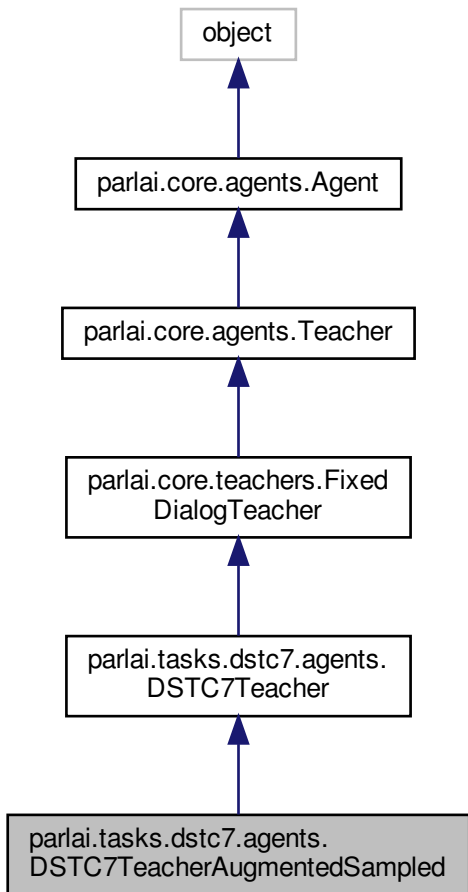 object
parlai.core.agents.Agent
parlai.core.agents.Teacher
parlai.core.teachers.Fixed
DialogTeacher
parlai.tasks.dstc7.agents.
DSTC7Teacher
parlai.tasks.dstc7.agents.
DSTC7TeacherAugmentedSampled